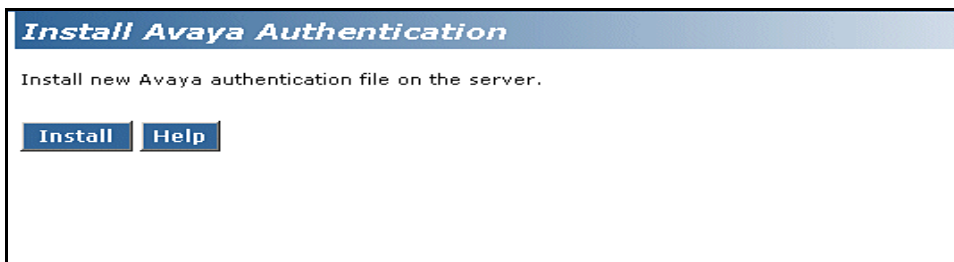 Install Avaya Authentication
Install new Avaya authentication file on the server.
Install Help